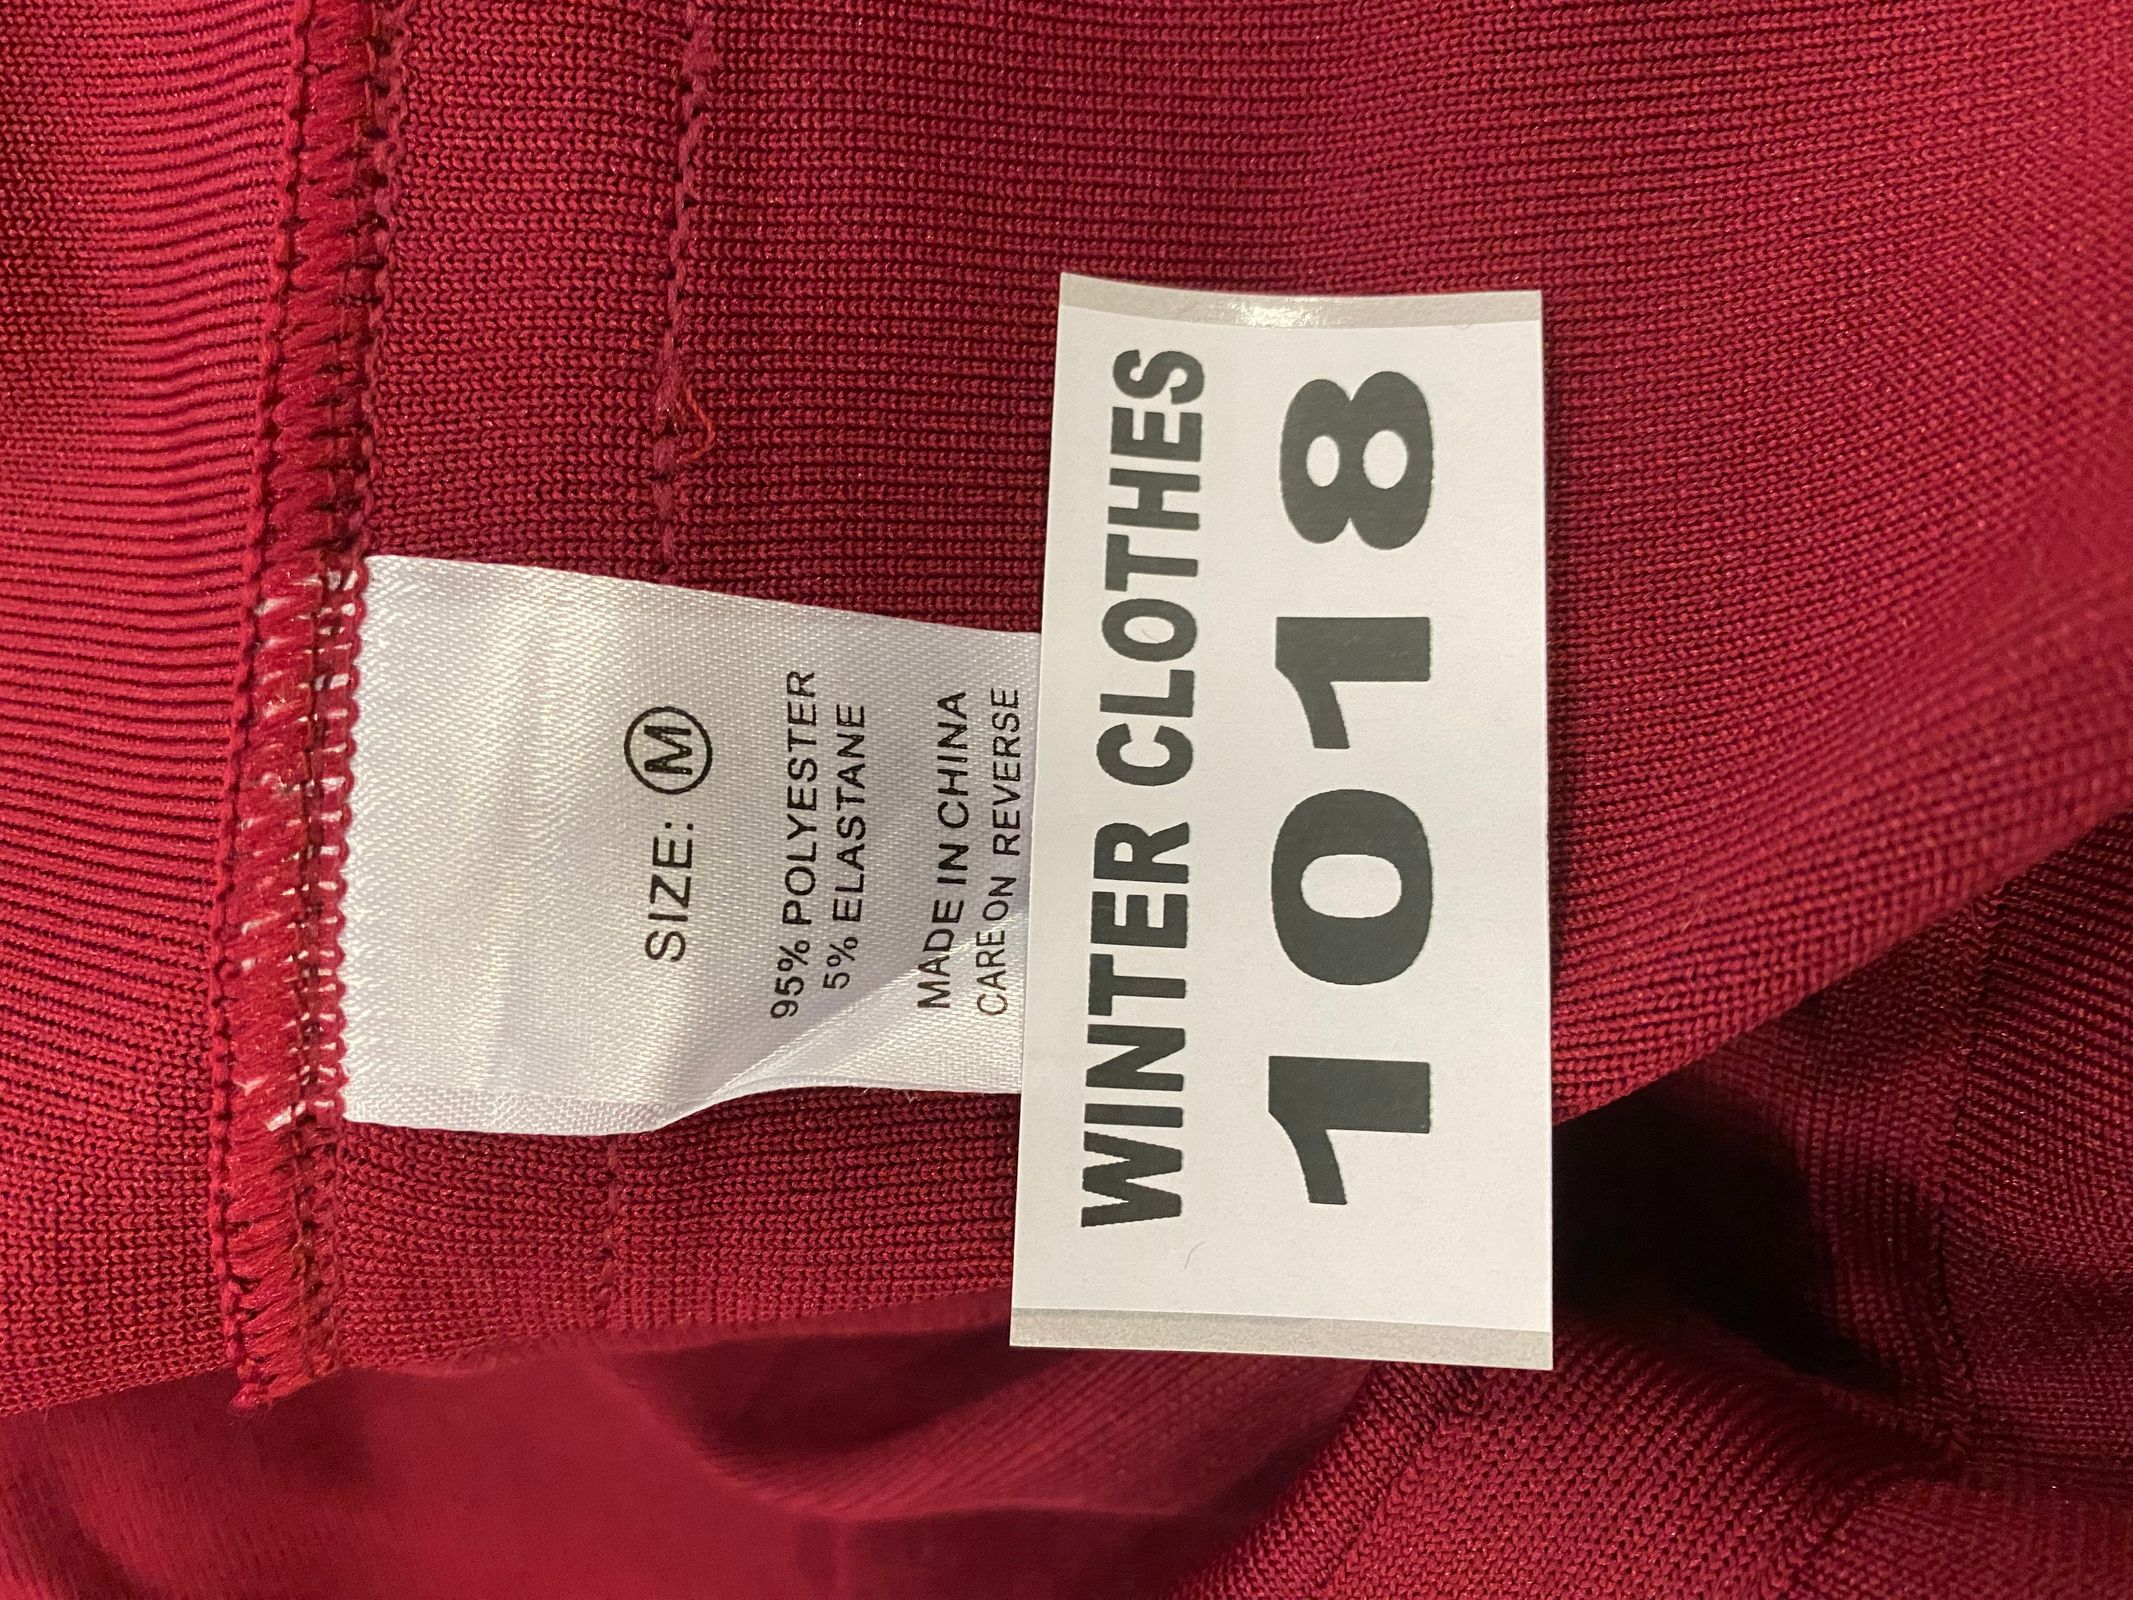 SIZE: M
95% POLYESTER
5% ELASTANE
MADE IN CHINA
CARE ON REVERSE
WINTER CLOTHES
1018